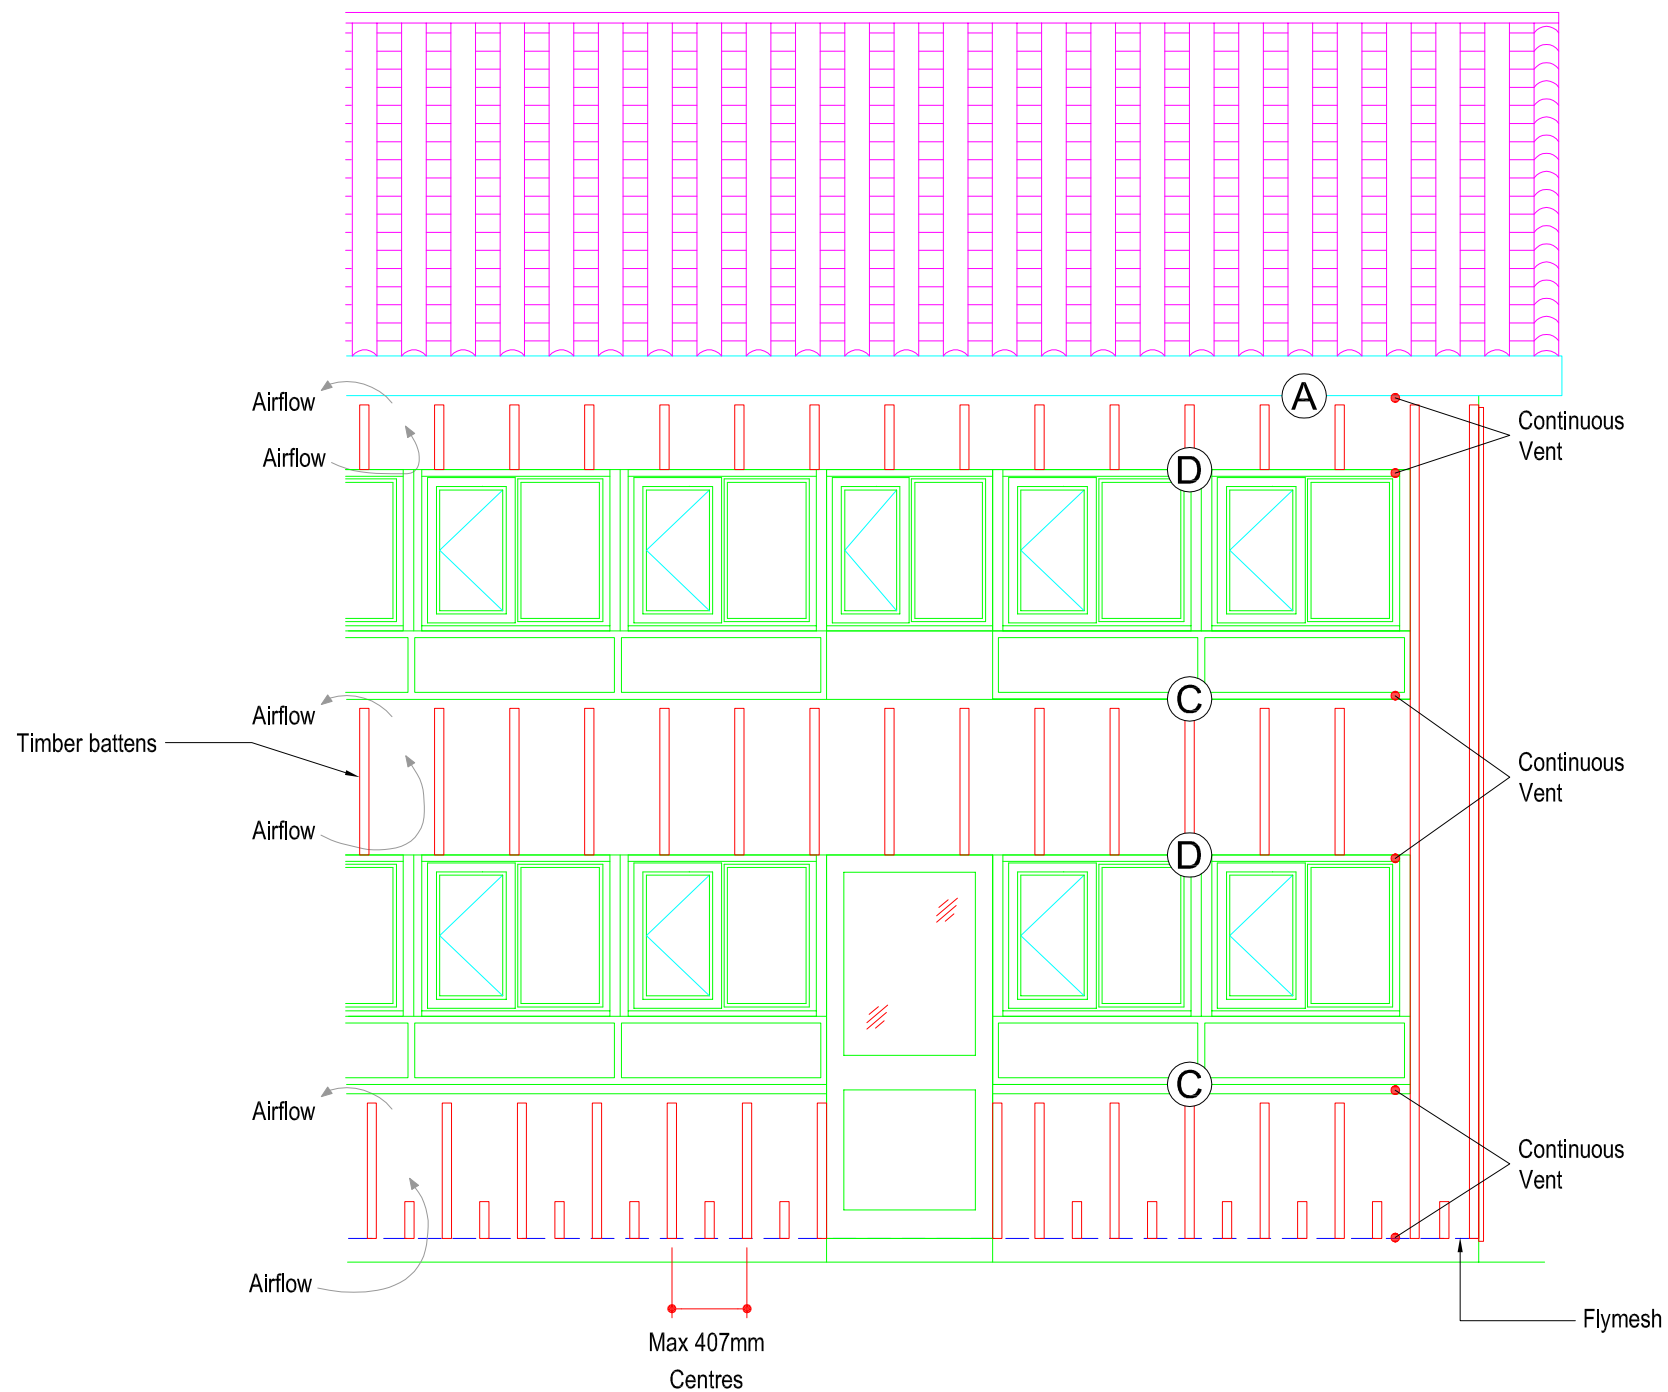 Airflow
A
Continuous
Vent
Airflow
D
C
Airflow
Timber battens
Continuous
Vent
Airflow
D
C
Airflow
Continuous
Vent
Airflow
Flymesh
Max 407mm
Centres